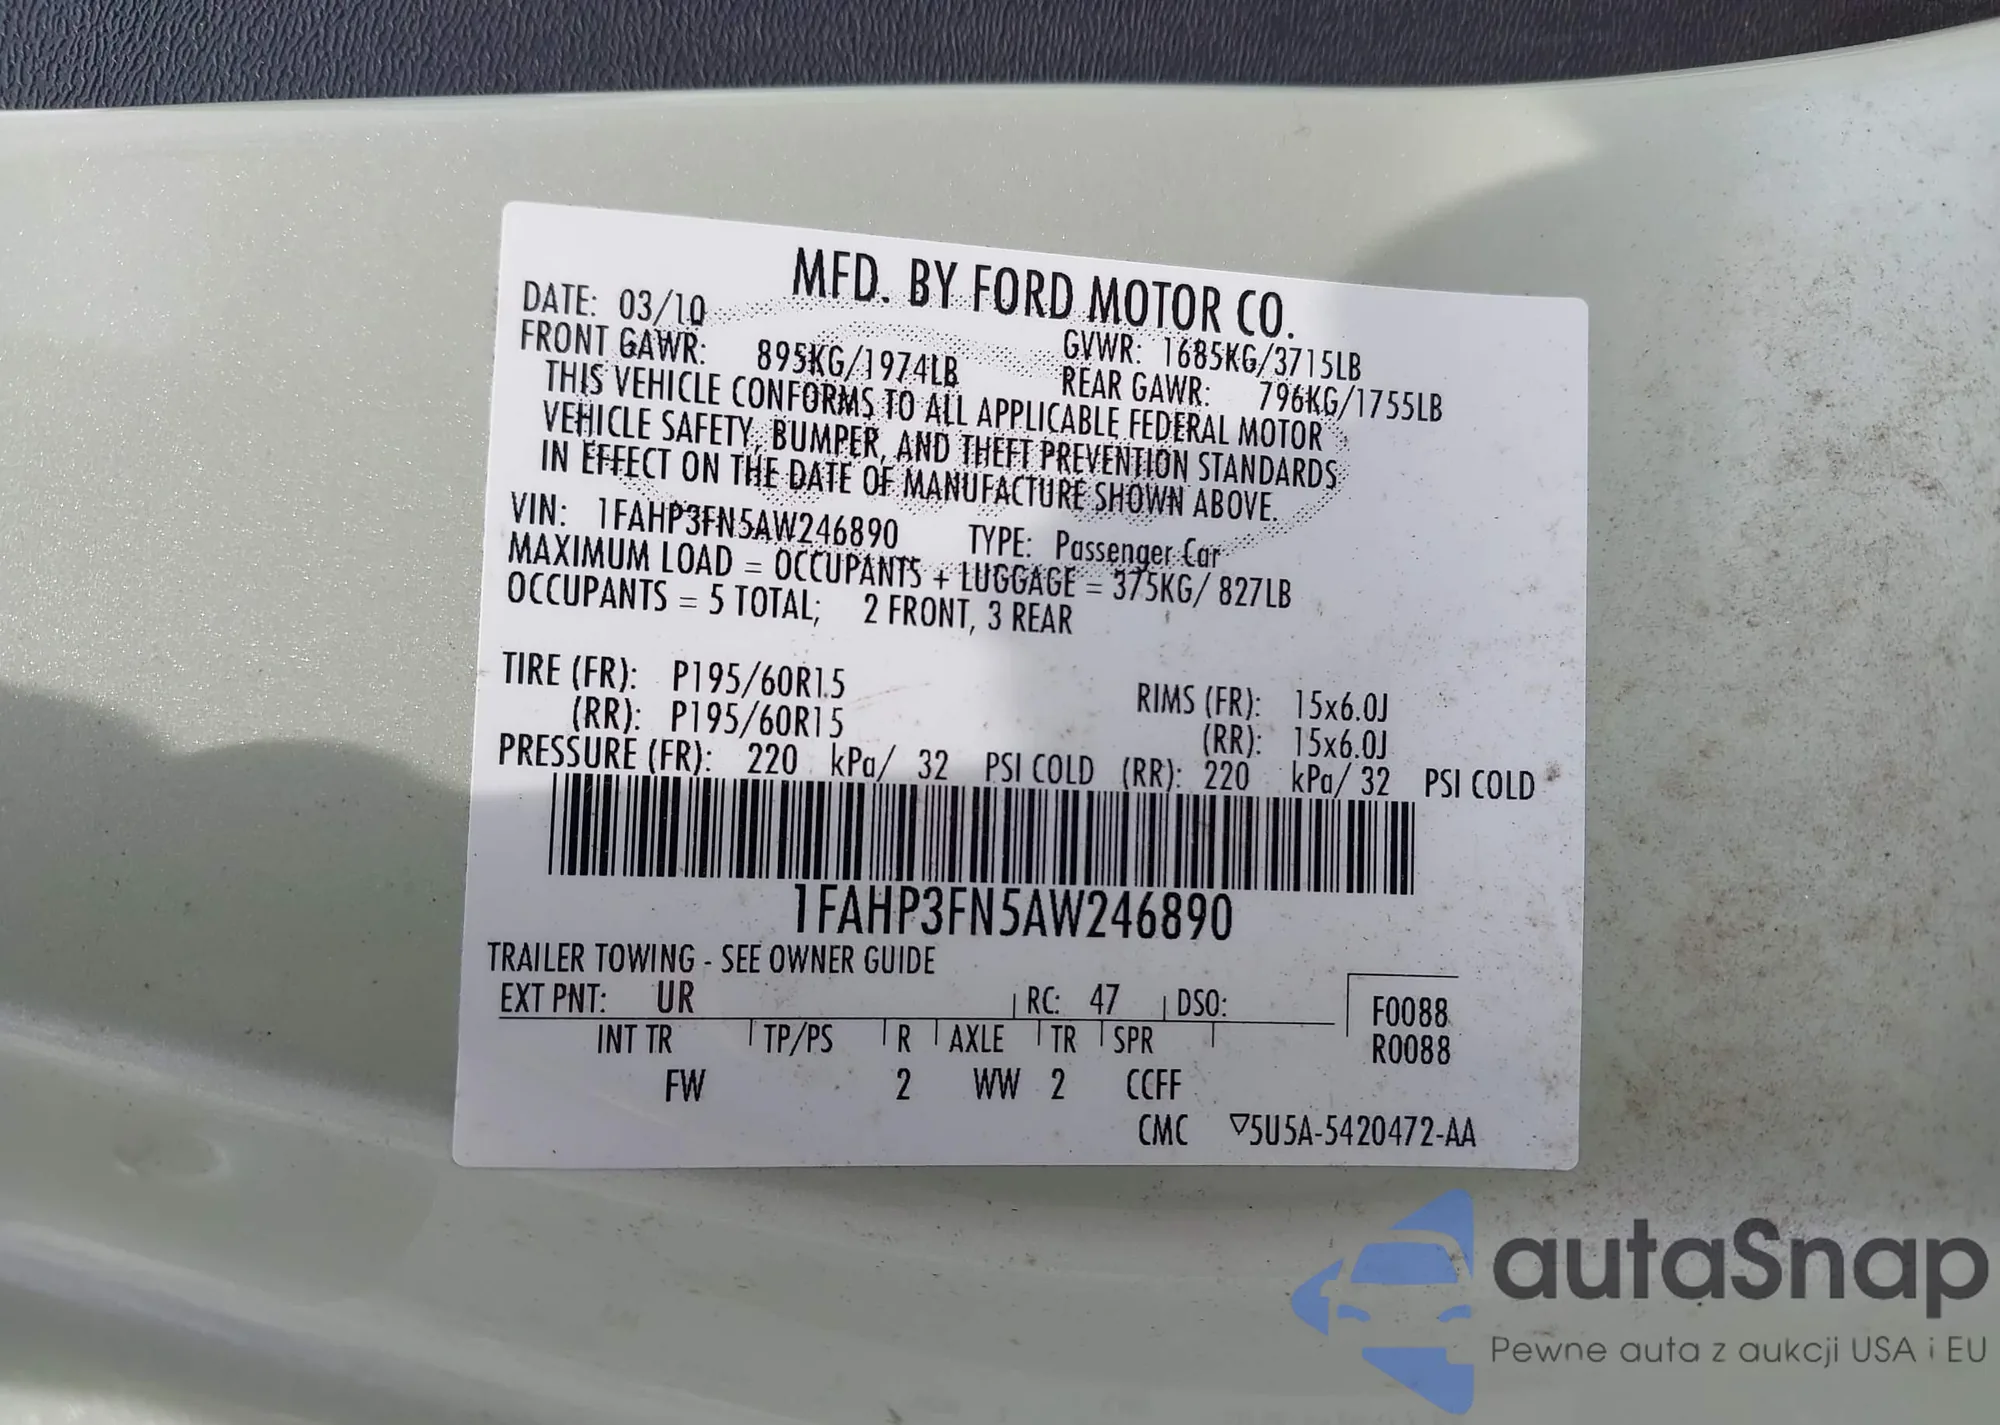 MFD. BY FORD MOTOR CO.
DATE: 03/10 GVWR: 1685KG/3715LB
FRONT GAWR: 895KG/1974LB REAR GAWR: 796KG/1755LB
THIS VEHICLE CONFORMS TO ALL APPLICABLE FEDERAL MOTOR
VEHICLE SAFETY, BUMPER, AND THEFT PREVENTION STANDARDS
IN EFFECT ON THE DATE OF MANUFACTURE SHOWN ABOVE.
VIN: 1FAHP3FN5AW246890 TYPE: Passenger Car
MAXIMUM LOAD = OCCUPANTS + LUGGAGE = 375KG/ 827LB
OCCUPANTS = 5 TOTAL; 2 FRONT, 3 REAR
TIRE (FR): P195/60R15 RIMS (FR): 15x6.0J
(RR): P195/60R15 (RR): 15x6.0J
PRESSURE (FR): 220 kPa/ 32 PSI COLD (RR): 220 kPa/ 32 PSI COLD
1FAHP3FN5AW246890
TRAILER TOWING - SEE OWNER GUIDE
EXT PNT: UR RC: 47 DSO: F0088
INT TR TP/PS R AXLE TR SPR R0088
FW 2 WW 2 CCFF
CMC ▽5U5A-5420472-AA
autaSnap
Pewne auta z aukcji USA i EU